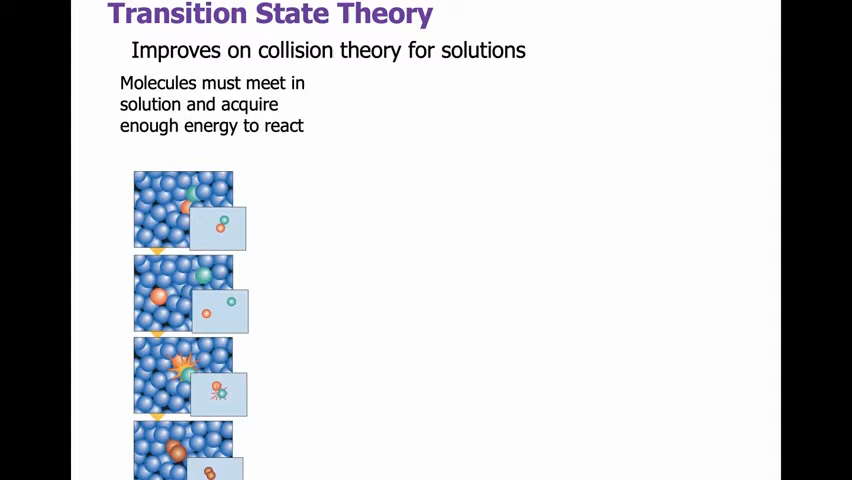 Transition State Theory
Improves on collision theory for solutions
Molecules must meet in
solution and acquire
enough energy to react